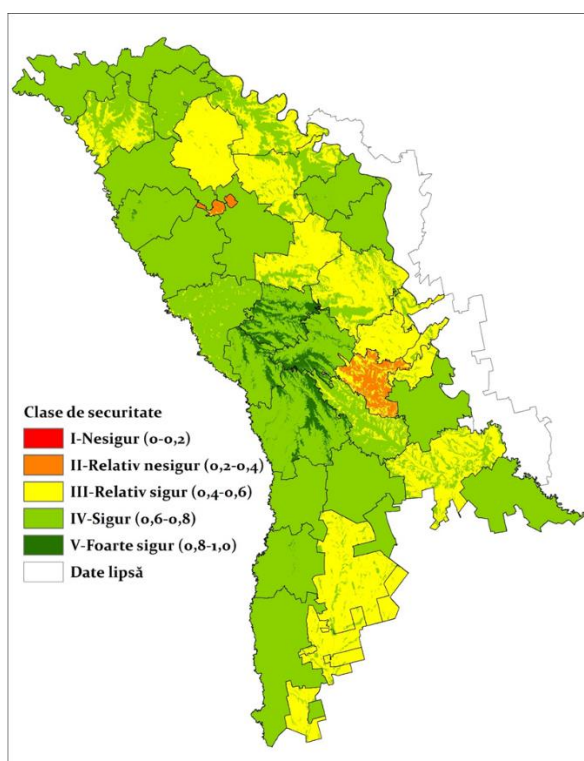 Clase de securitate
I-Nesigur (0-0,2)
II-Relativ nesigur (0,2-0,4)
III-Relativ sigur (0,4-0,6)
IV-Sigur (0,6-0,8)
V-Foarte sigur (0,8-1,0)
Date lipsă